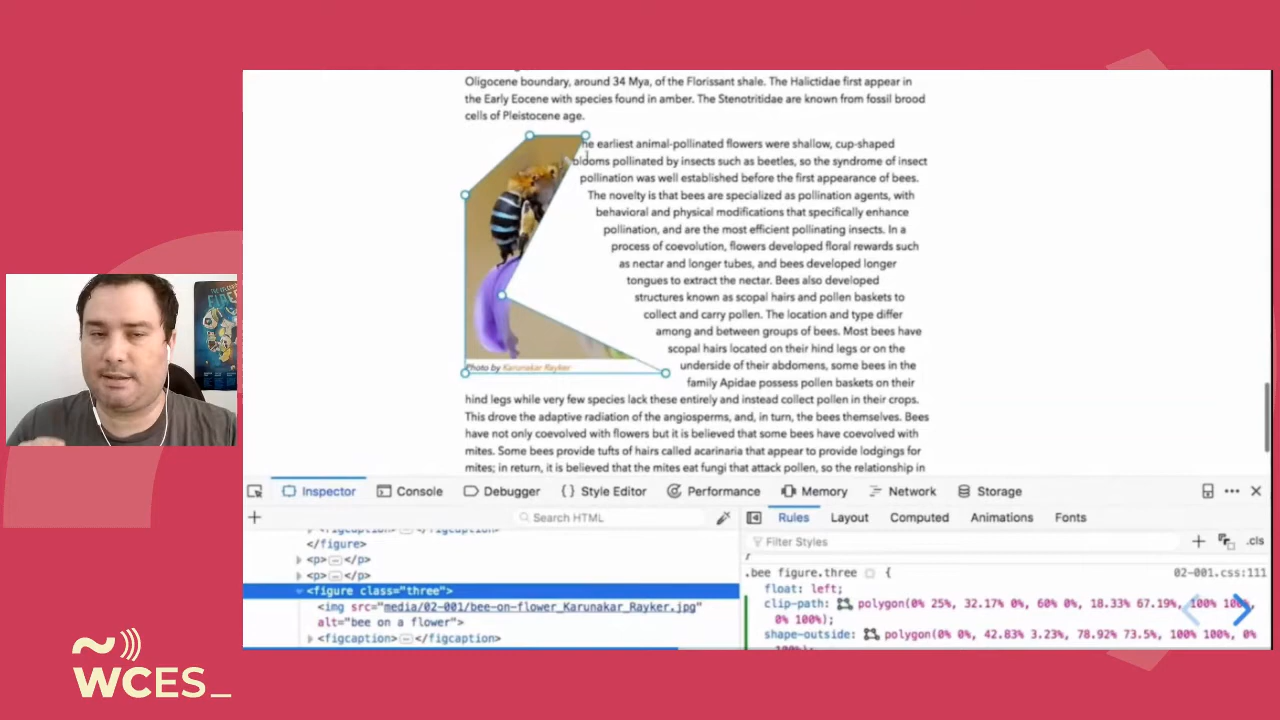 Oligocene boundary, around 34 Mya, of the Florissant shale. The Halictidae first appear in
the Early Eocene with species found in amber. The Stenotritidae are known from fossil brood
cells of Pleistocene age.
he earliest animal-pollinated flowers were shallow, cup-shaped
blooms pollinated by insects such as beetles, so the syndrome of insect
pollination was well established before the first appearance of bees.
The novelty is that bees are specialized as pollination agents, with
behavioral and physical modifications that specifically enhance
pollination, and are the most efficient pollinating insects. In a
process of coevolution, flowers developed floral rewards such
as nectar and longer tubes, and bees developed longer
tongues to extract the nectar. Bees also developed
structures known as scopal hairs and pollen baskets to
collect and carry pollen. The location and type differ
among and between groups of bees. Most bees have
scopal hairs located on their hind legs or on the
underside of their abdomens, some bees in the
family Apidae possess pollen baskets on their
Photo by Karunakar Rayker
hind legs while very few species lack these entirely and instead collect pollen in their crops.
This drove the adaptive radiation of the angiosperms, and, in turn, the bees themselves. Bees
have not only coevolved with flowers but it is believed that some bees have coevolved with
mites. Some bees provide tufts of hairs called acarinaria that appear to provide lodgings for
mites; in return, it is believed that the mites eat fungi that attack pollen, so the relationship in
Inspector Console Debugger {} Style Editor Performance Memory Network Storage
+ Search HTML
Rules Layout Computed Animations Fonts
Filter Styles + .cls
<figcaption> </figcaption>
</figure>
<p> </p>
<p> </p>
<figure class="three">
<img src="media/02-001/bee-on-flower_Karunakar_Rayker.jpg"
alt="bee on a flower">
<figcaption> </figcaption>
}
.bee figure.three { 02-001.css:111
float: left;
clip-path: polygon(0% 25%, 32.17% 0%, 60% 0%, 18.33% 67.19%, 100% 100%,
0% 100%);
shape-outside: polygon(0% 0%, 42.83% 3.23%, 78.92% 73.5%, 100% 100%, 0%
100%);
WCES_